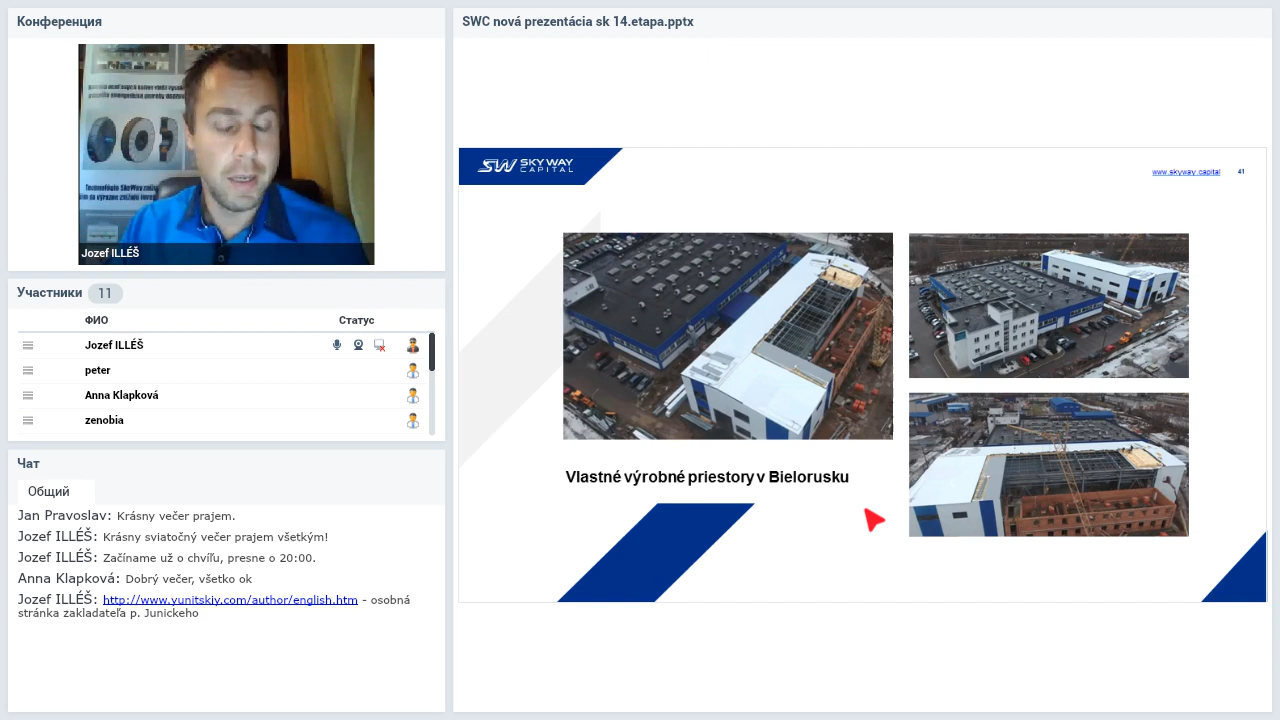 Конференция
Jozef ILLÉŠ
Участники 11
ФИО Статус
Jozef ILLÉŠ
peter
Anna Klapková
zenobia
Чат
Общий
Jan Pravoslav: Krásny večer prajem.
Jozef ILLÉŠ: Krásny sviatočný večer prajem všetkým!
Jozef ILLÉŠ: Začíname už o chvíľu, presne o 20:00.
Anna Klapková: Dobrý večer, všetko ok
Jozef ILLÉŠ: http://www.yunitskiy.com/author/english.htm - osobná
stránka zakladateľa p. Junickeho
SWC nová prezentácia sk 14.etapa.pptx
SW SKY WAY
CAPITAL
www.skyway.capital 41
Vlastné výrobné priestory v Bielorusku